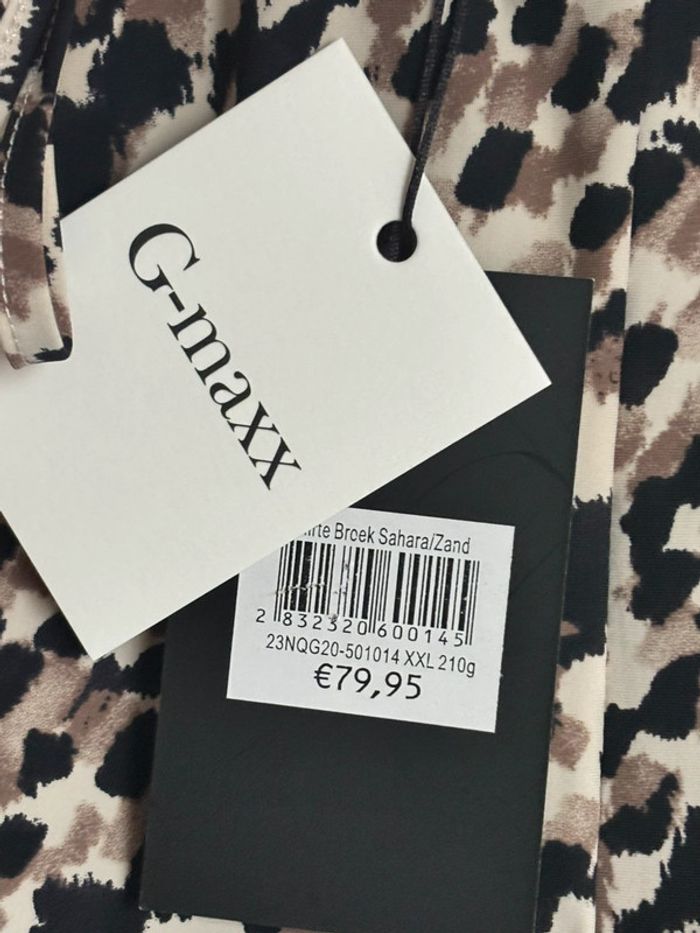 G-maxx
Broek Sahara/Zand
2 832320 600145
23NQG20-501014 XXL 210g
€79,95